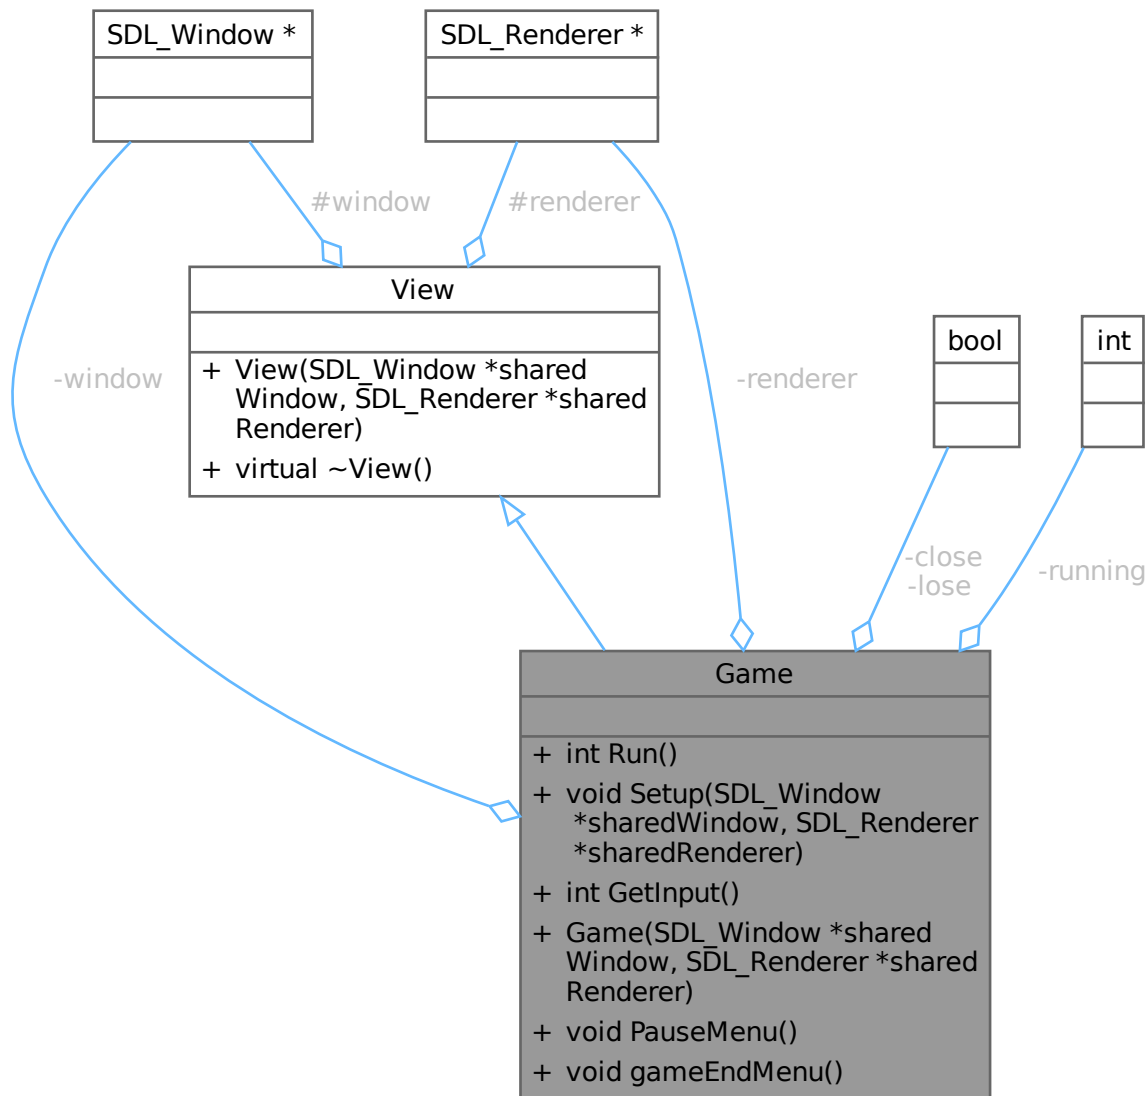 SDL_Window *
SDL_Renderer *
#window
#renderer
View
+ View(SDL_Window *shared
Window, SDL_Renderer *shared
Renderer)
+ virtual ~View()
bool
int
-window
-renderer
-close
-lose
-running
Game
+ int Run()
+ void Setup(SDL_Window
*sharedWindow, SDL_Renderer
*sharedRenderer)
+ int GetInput()
+ Game(SDL_Window *shared
Window, SDL_Renderer *shared
Renderer)
+ void PauseMenu()
+ void gameEndMenu()